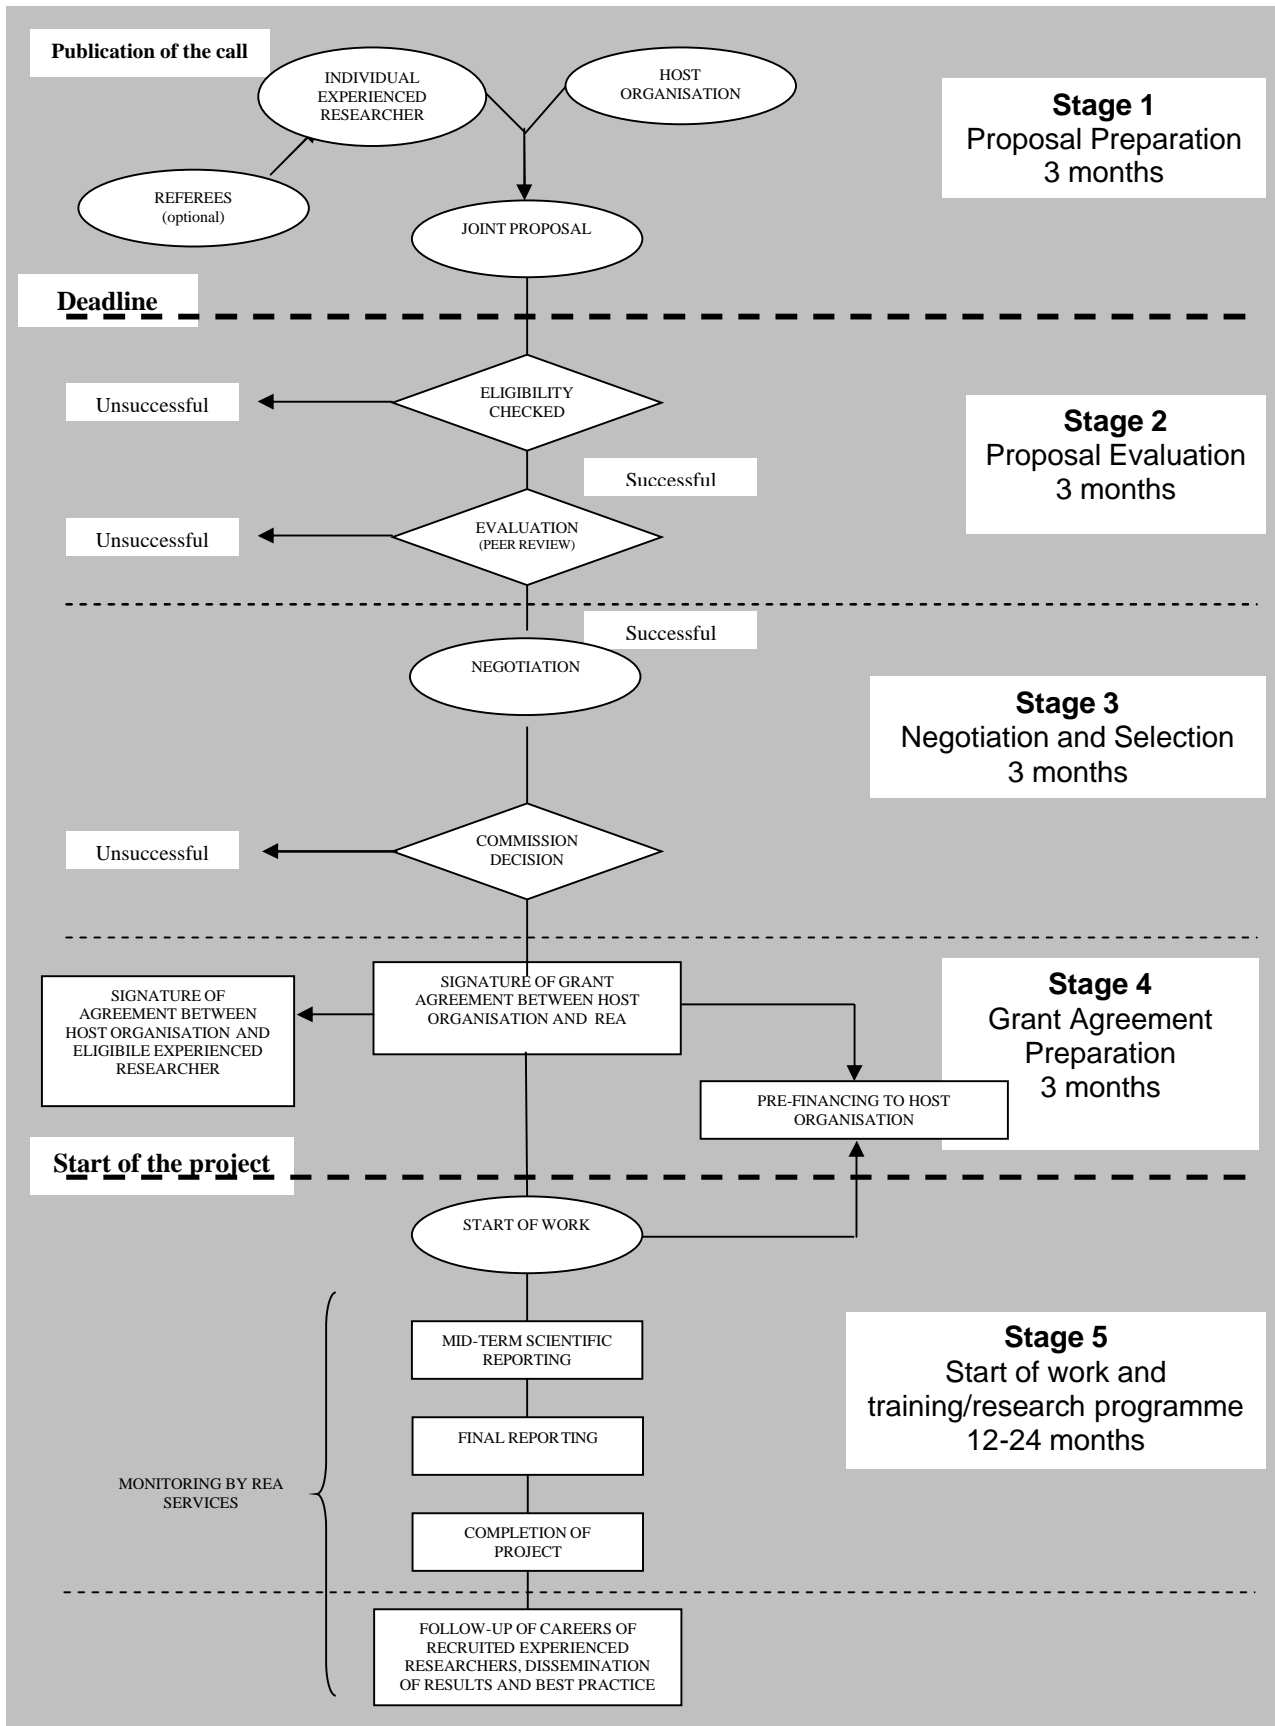 Publication of the call
INDIVIDUAL
EXPERIENCED
RESEARCHER
HOST
ORGANISATION
Stage 1
Proposal Preparation
3 months
REFEREES
(optional)
JOINT PROPOSAL
Deadline
Unsuccessful
ELIGIBILITY
CHECKED
Stage 2
Proposal Evaluation
3 months
Successful
Unsuccessful
EVALUATION
(PEER REVIEW)
Successful
NEGOTIATION
Stage 3
Negotiation and Selection
3 months
Unsuccessful
COMMISSION
DECISION
SIGNATURE OF
AGREEMENT BETWEEN
HOST ORGANISATION AND
ELIGIBILE EXPERIENCED
RESEARCHER
SIGNATURE OF GRANT
AGREEMENT BETWEEN HOST
ORGANISATION AND REA
Stage 4
Grant Agreement
Preparation
3 months
PRE-FINANCING TO HOST
ORGANISATION
Start of the project
START OF WORK
MID-TERM SCIENTIFIC
REPORTING
Stage 5
Start of work and
training/research programme
12-24 months
FINAL REPORTING
MONITORING BY REA
SERVICES
COMPLETION OF
PROJECT
FOLLOW-UP OF CAREERS OF
RECRUITED EXPERIENCED
RESEARCHERS, DISSEMINATION
OF RESULTS AND BEST PRACTICE